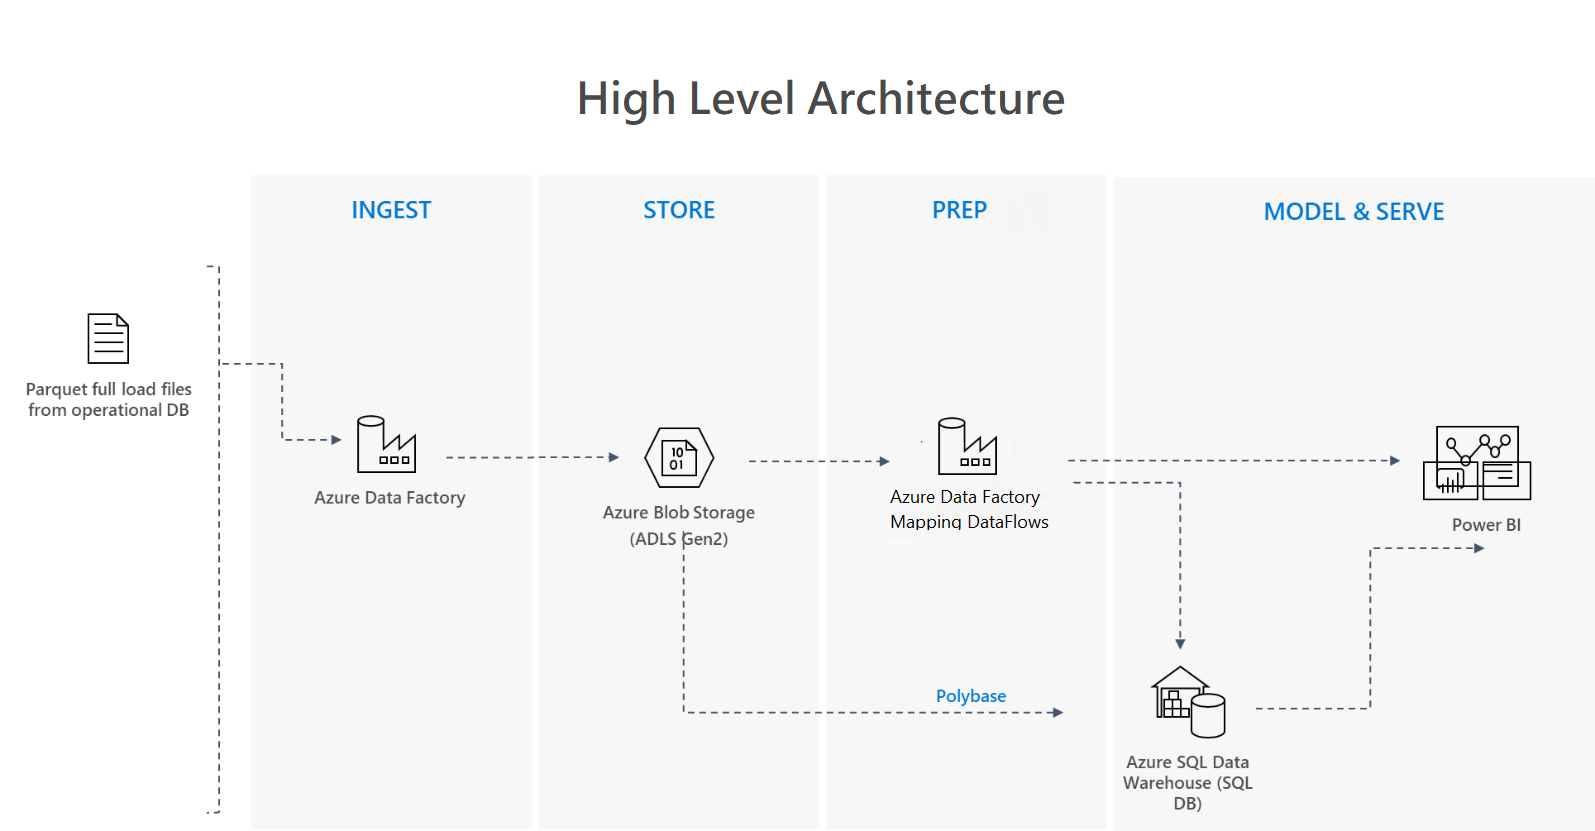 High Level Architecture
INGEST
STORE
PREP
MODEL & SERVE
Parquet full load files
from operational DB
Azure Data Factory
10
01
Azure Blob Storage
(ADLS Gen2)
Azure Data Factory
Mapping DataFlows
Power BI
Polybase
Azure SQL Data
Warehouse (SQL
DB)